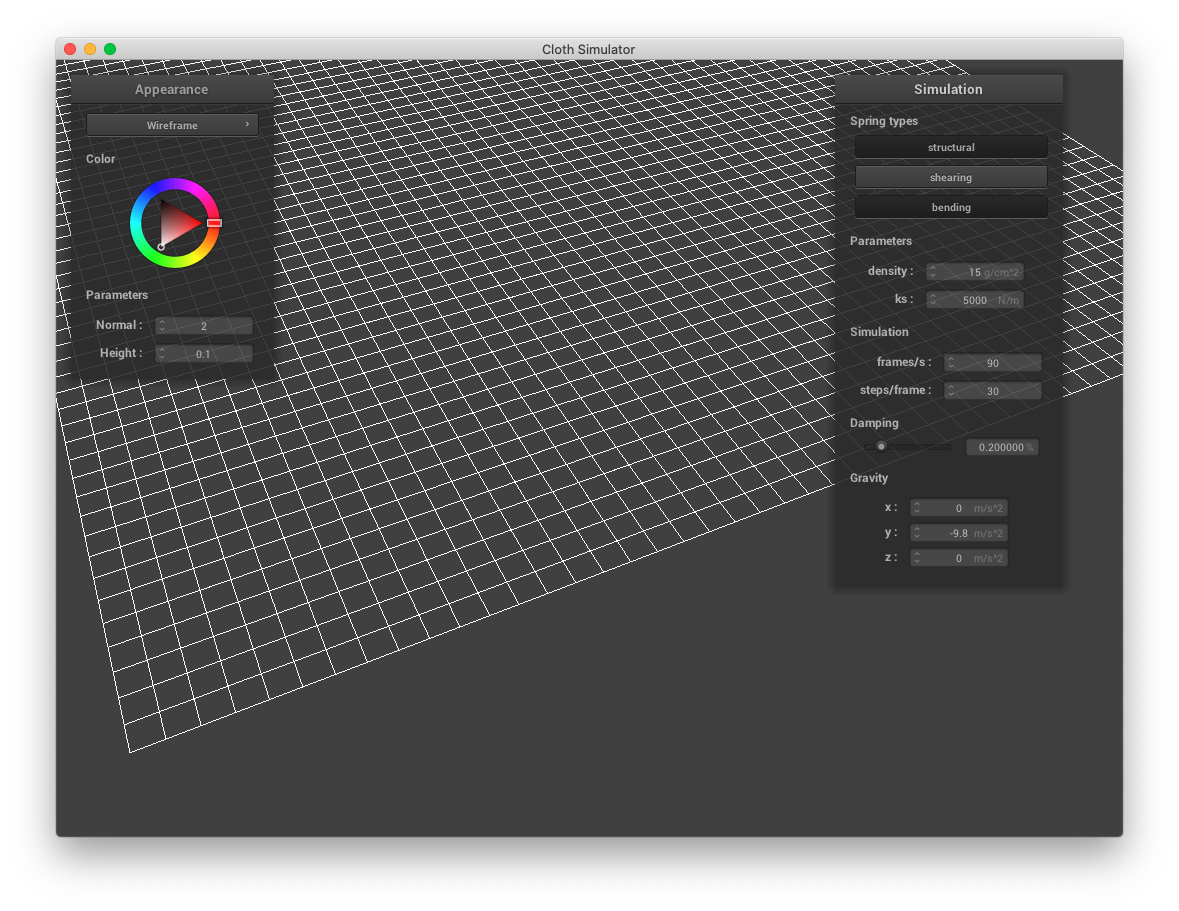 Cloth Simulator
Appearance
Wireframe ›
Color
Parameters
Normal : 2
Height : 0.1
Simulation
Spring types
structural
shearing
bending
Parameters
density : 15 g/cm^2
ks : 5000 N/m
Simulation
frames/s : 90
steps/frame : 30
Damping
0.200000 %
Gravity
x : 0 m/s^2
y : -9.8 m/s^2
z : 0 m/s^2